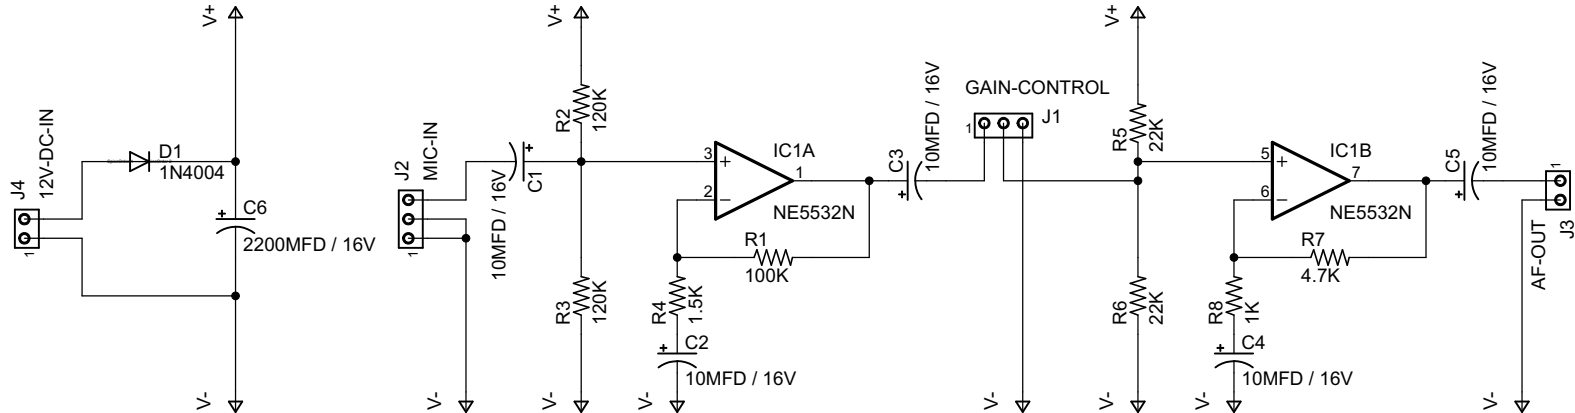 V+
V+
V+
12V-DC-IN
J4
1
D1
1N4004
C6
+
2200MFD / 16V
V-
J2
MIC-IN
1
10MFD / 16V
+
C1
V-
R2
120K
R3
120K
V-
3
2
+
−
1
IC1A
NE5532N
R1
100K
R4
1.5K
+
C2
10MFD / 16V
V-
C3
+
10MFD / 16V
GAIN-CONTROL
1
J1
V-
R5
22K
R6
22K
V-
5
6
+
−
7
IC1B
NE5532N
R7
4.7K
R8
1K
+
C4
10MFD / 16V
V-
C5
+
10MFD / 16V
1
J3
AF-OUT
V-